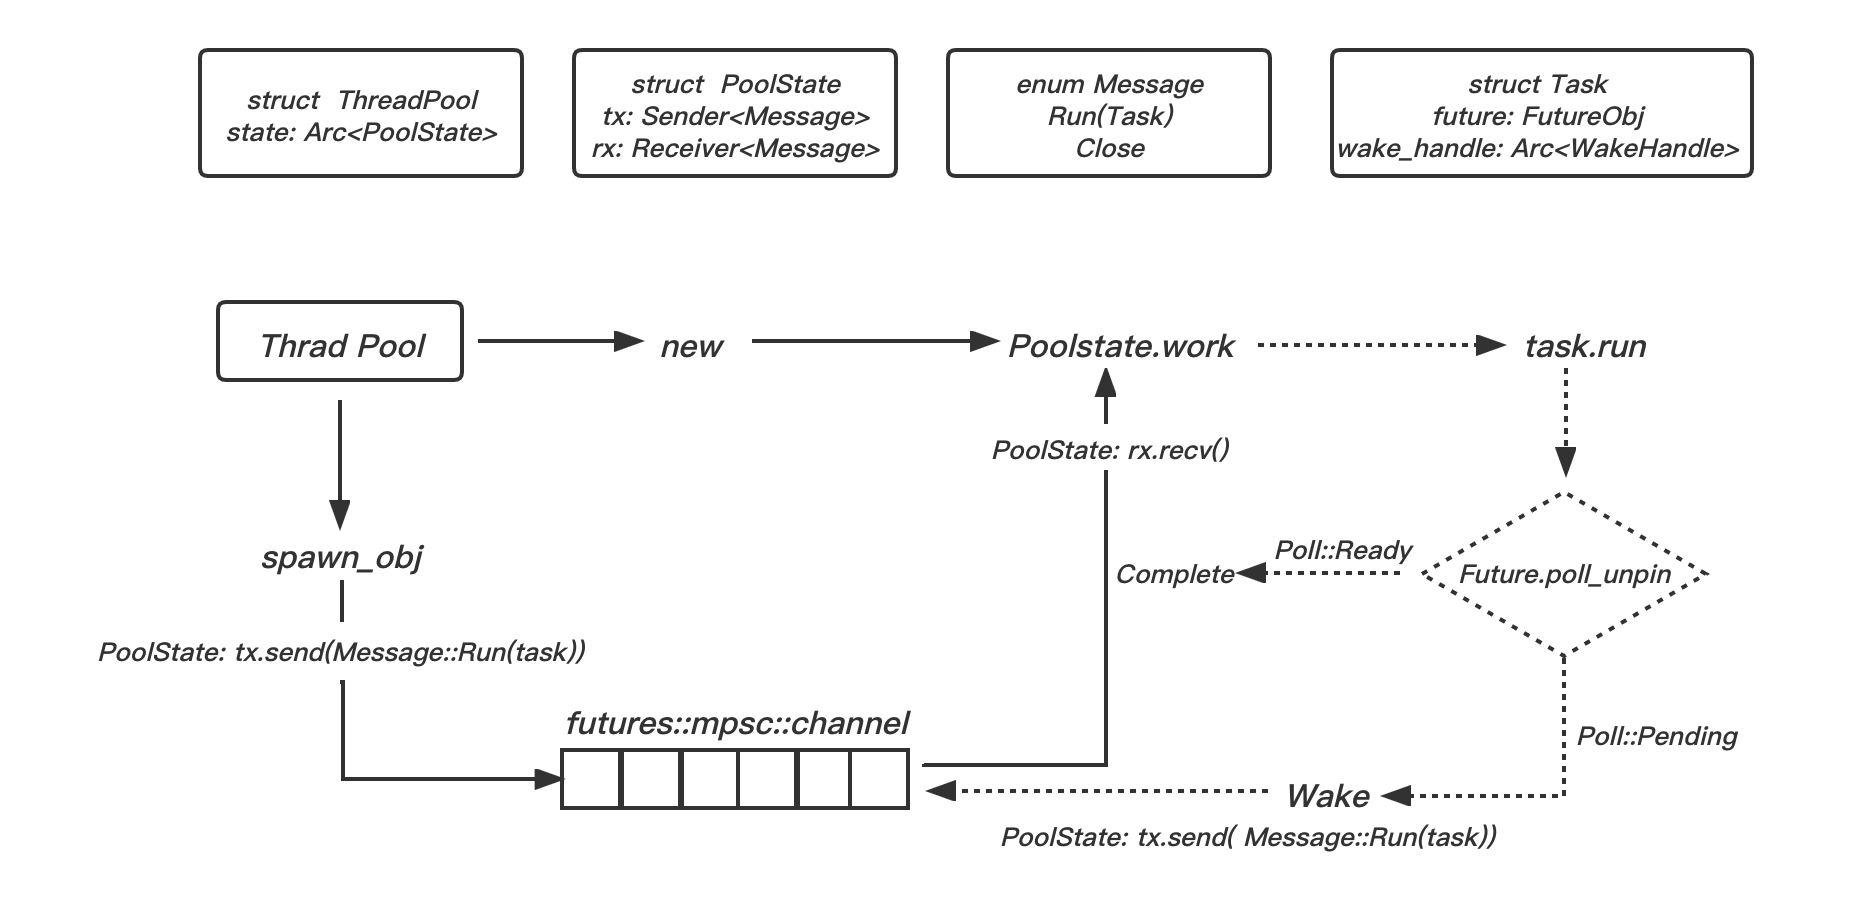 struct ThreadPool
state: Arc<PoolState>
struct PoolState
tx: Sender<Message>
rx: Receiver<Message>
enum Message
Run(Task)
Close
struct Task
future: FutureObj
wake_handle: Arc<WakeHandle>
Thrad Pool
new
Poolstate.work
task.run
PoolState: rx.recv()
spawn_obj
Poll::Ready
Complete
Future.poll_unpin
PoolState: tx.send(Message::Run(task))
futures::mpsc::channel
Poll::Pending
Wake
PoolState: tx.send( Message::Run(task))